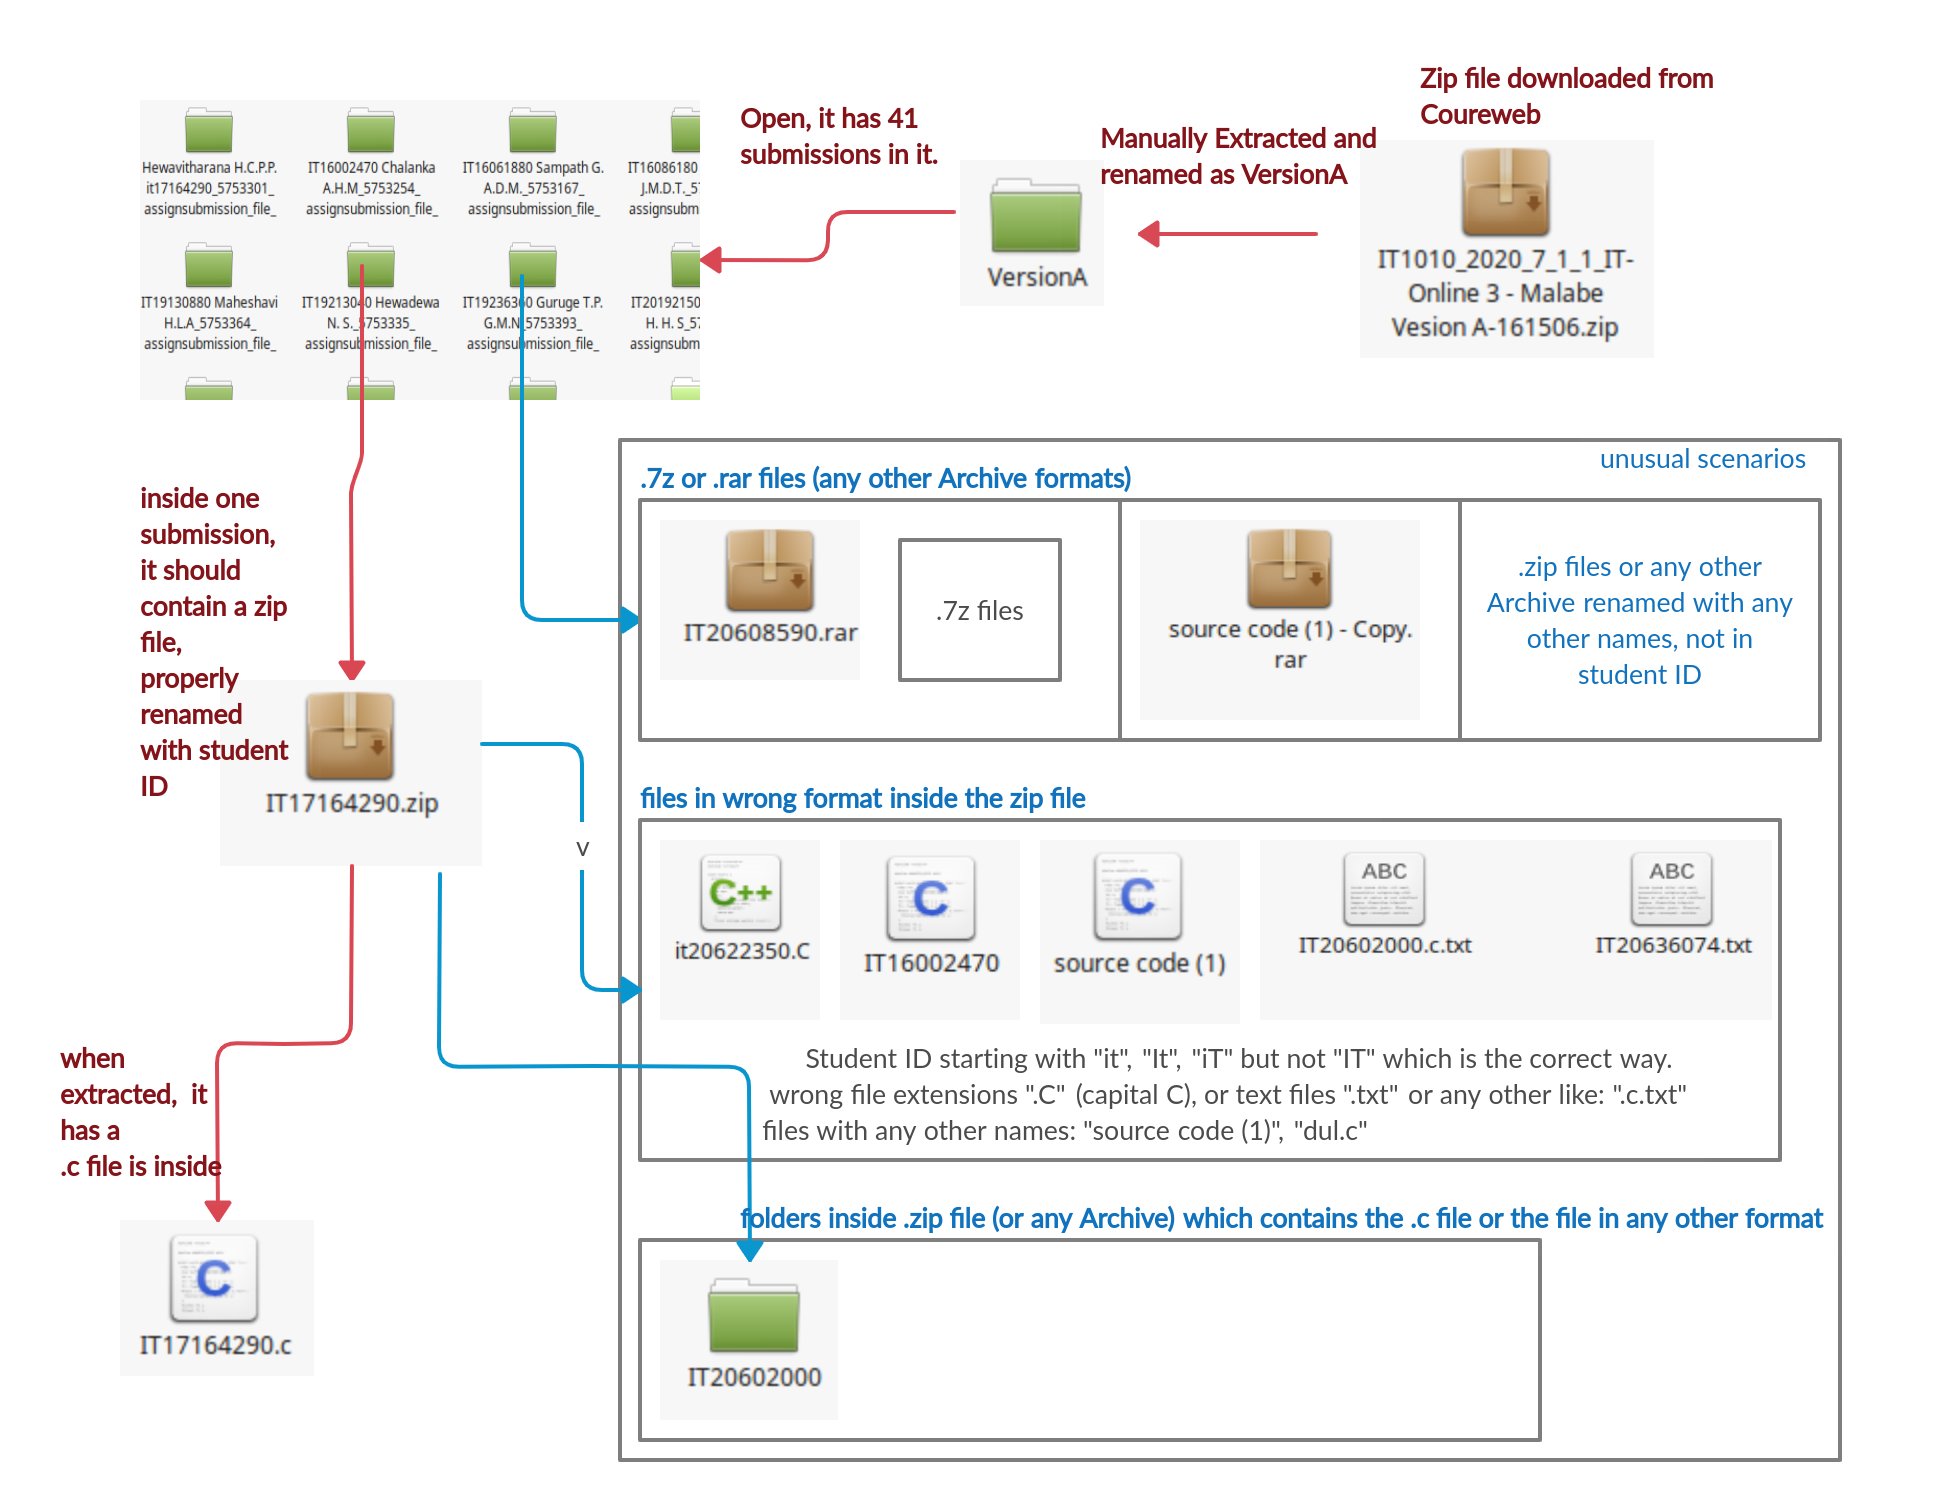 Zip file downloaded from
Coureweb
IT1010_2020_7_1_1_IT-
Online 3 - Malabe
Vesion A-161506.zip
Manually Extracted and
renamed as VersionA
VersionA
Open, it has 41
submissions in it.
Hewavitharana H.C.P.P.
it17164290_5753301_
assignsubmission_file_
IT16002470 Chalanka
A.H.M_5753254_
assignsubmission_file_
IT16061880 Sampath G.
A.D.M._5753167_
assignsubmission_file_
IT16086180
J.M.D.T._57
assignsubm
IT19130880 Maheshavi
H.L.A_5753364_
assignsubmission_file_
IT19213040 Hewadewa
N. S._5753335_
assignsubmission_file_
IT19236360 Guruge T.P.
G.M.N_5753393_
assignsubmission_file_
IT20192150
H. H. S_57
assignsubm
inside one
submission,
it should
contain a zip
file,
properly
renamed
with student
ID
IT17164290.zip
v
when
extracted, it
has a
.c file is inside
IT17164290.c
unusual scenarios
.7z or .rar files (any other Archive formats)
IT20608590.rar
.7z files
source code (1) - Copy.
rar
.zip files or any other
Archive renamed with any
other names, not in
student ID
files in wrong format inside the zip file
C++
it20622350.C
C
IT16002470
C
source code (1)
ABC
IT20602000.c.txt
ABC
IT20636074.txt
Student ID starting with "it", "It", "iT" but not "IT" which is the correct way.
wrong file extensions ".C" (capital C), or text files ".txt" or any other like: ".c.txt"
files with any other names: "source code (1)", "dul.c"
folders inside .zip file (or any Archive) which contains the .c file or the file in any other format
IT20602000
C